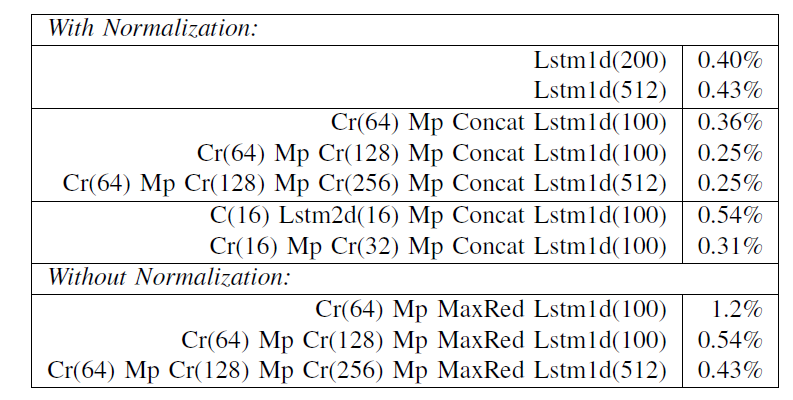 With Normalization:
Lstm1d(200) 0.40%
Lstm1d(512) 0.43%
Cr(64) Mp Concat Lstm1d(100) 0.36%
Cr(64) Mp Cr(128) Mp Concat Lstm1d(100) 0.25%
Cr(64) Mp Cr(128) Mp Cr(256) Mp Concat Lstm1d(512) 0.25%
C(16) Lstm2d(16) Mp Concat Lstm1d(100) 0.54%
Cr(16) Mp Cr(32) Mp Concat Lstm1d(100) 0.31%
Without Normalization:
Cr(64) Mp MaxRed Lstm1d(100) 1.2%
Cr(64) Mp Cr(128) Mp MaxRed Lstm1d(100) 0.54%
Cr(64) Mp Cr(128) Mp Cr(256) Mp MaxRed Lstm1d(512) 0.43%